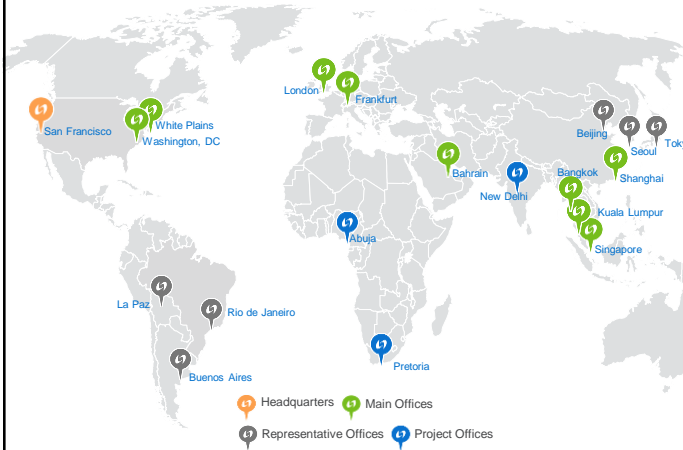 London
Frankfurt
White Plains
San Francisco
Washington, DC
Beijing
Seoul
Toky
Bahrain
Bangkok
Shanghai
New Delhi
Kuala Lumpur
Abuja
Singapore
La Paz
Rio de Janeiro
Pretoria
Buenos Aires
Headquarters Main Offices
Representative Offices Project Offices